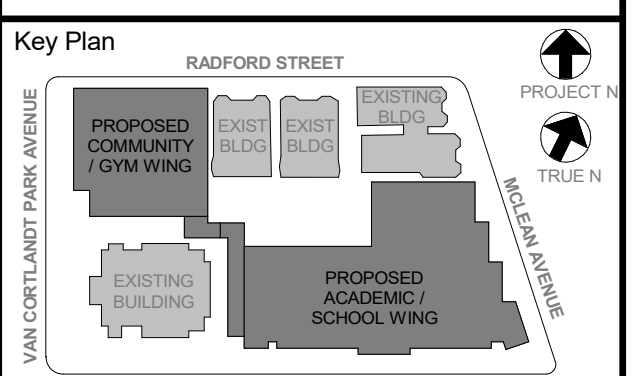 Key Plan
RADFORD STREET
PROJECT N
TRUE N
VAN CORTLANDT PARK AVENUE
PROPOSED
COMMUNITY
/ GYM WING
EXIST
BLDG
EXIST
BLDG
EXISTING
BLDG
MCLEAN AVENUE
EXISTING
BUILDING
PROPOSED
ACADEMIC /
SCHOOL WING